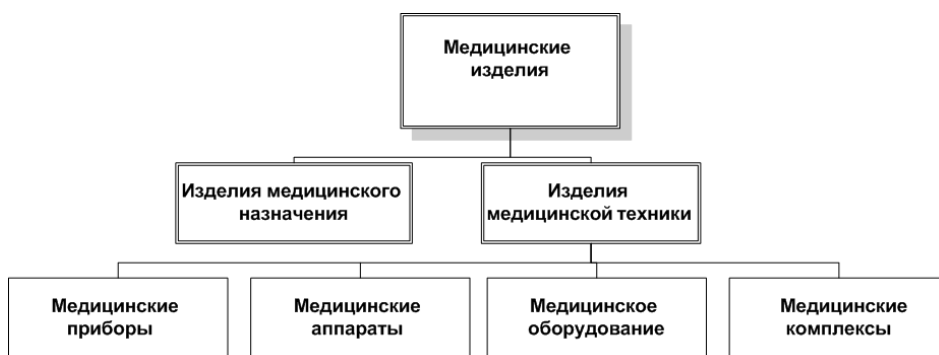 Медицинские
изделия
Изделия медицинского
назначения
Изделия
медицинской техники
Медицинские
приборы
Медицинские
аппараты
Медицинское
оборудование
Медицинские
комплексы